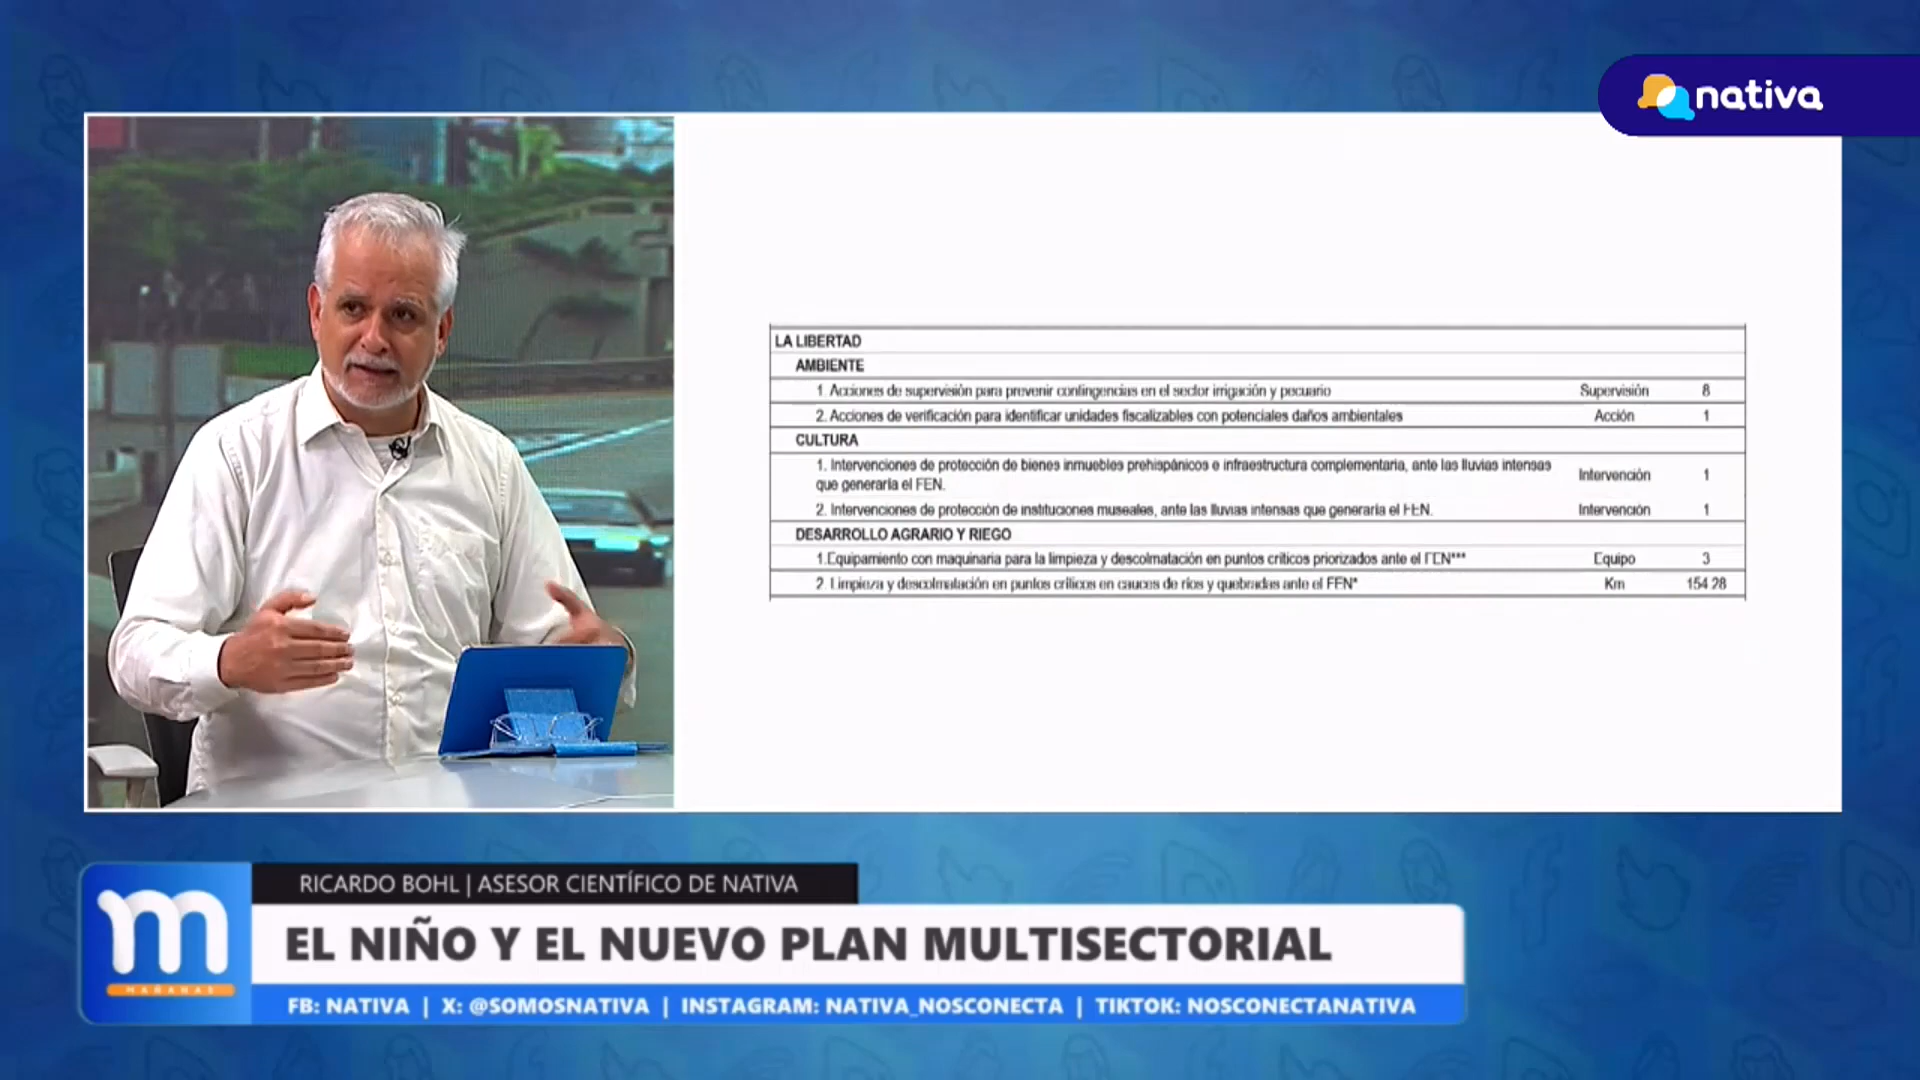 nativa
LA LIBERTAD
AMBIENTE
1. Acciones de supervisión para prevenir contingencias en el sector irrigación y pecuario Supervisión 8
2. Acciones de verificación para identificar unidades fiscalizables con potenciales daños ambientales Acción 1
CULTURA
1. Intervenciones de protección de bienes inmuebles prehispánicos e infraestructura complementaria, ante las lluvias intensas
que generaría el FEN. Intervención 1
2. Intervenciones de protección de instituciones museales, ante las lluvias intensas que generaría el FEN. Intervención 1
DESARROLLO AGRARIO Y RIEGO
1.Equipamiento con maquinaria para la limpieza y descolmatación en puntos críticos priorizados ante el FEN*** Equipo 3
2. Limpieza y descolmatación en puntos críticos en cauces de ríos y quebradas ante el FEN* Km 154.28
RICARDO BOHL | ASESOR CIENTÍFICO DE NATIVA
m
MAÑANAS
EL NIÑO Y EL NUEVO PLAN MULTISECTORIAL
FB: NATIVA | X: @SOMOSNATIVA | INSTAGRAM: NATIVA_NOSCONECTA | TIKTOK: NOSCONECTANATIVA